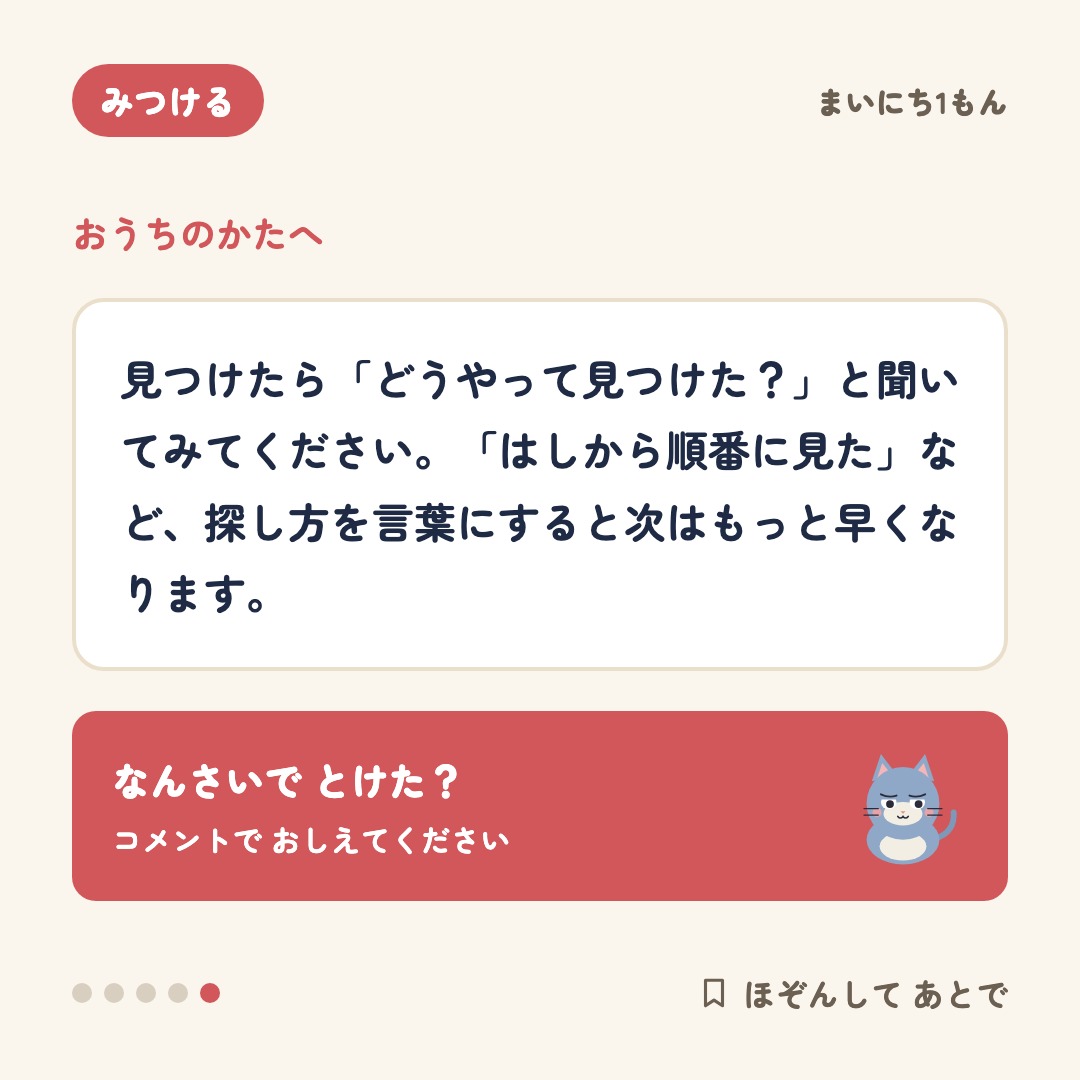 みつける
まいにち1もん
おうちのかたへ
見つけたら「どうやって見つけた？」と聞い
てみてください。「はしから順番に見た」な
ど、探し方を言葉にすると次はもっと早くな
ります。
なんさいで とけた？
コメントで おしえてください
ほぞんして あとで